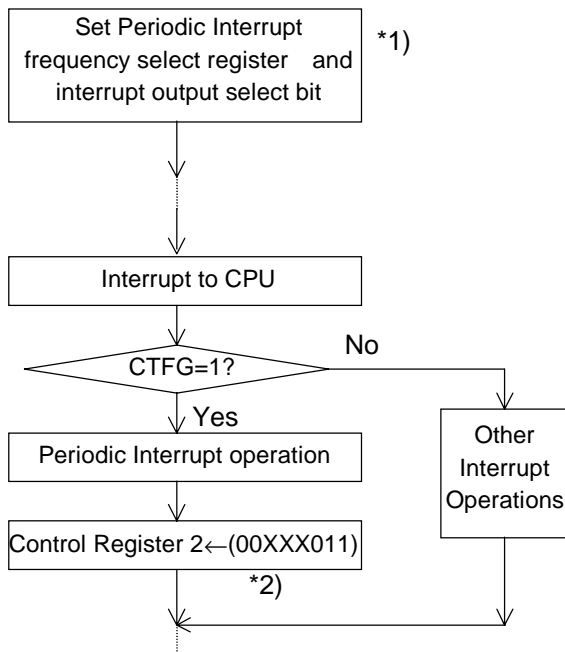 Set Periodic Interrupt
frequency select register and
interrupt output select bit
*1)
Interrupt to CPU
CTFG=1?
No
Yes
Periodic Interrupt operation
Other
Interrupt
Operations
Control Register 2←(00XXX011)
*2)